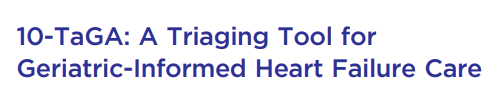 10-TaGA: A Triaging Tool for
Geriatric-Informed Heart Failure Care